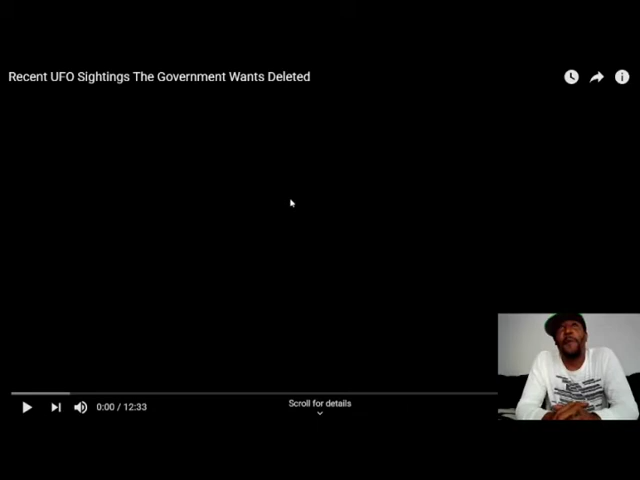 Recent UFO Sightings The Government Wants Deleted
0:00 / 12:33
Scroll for details